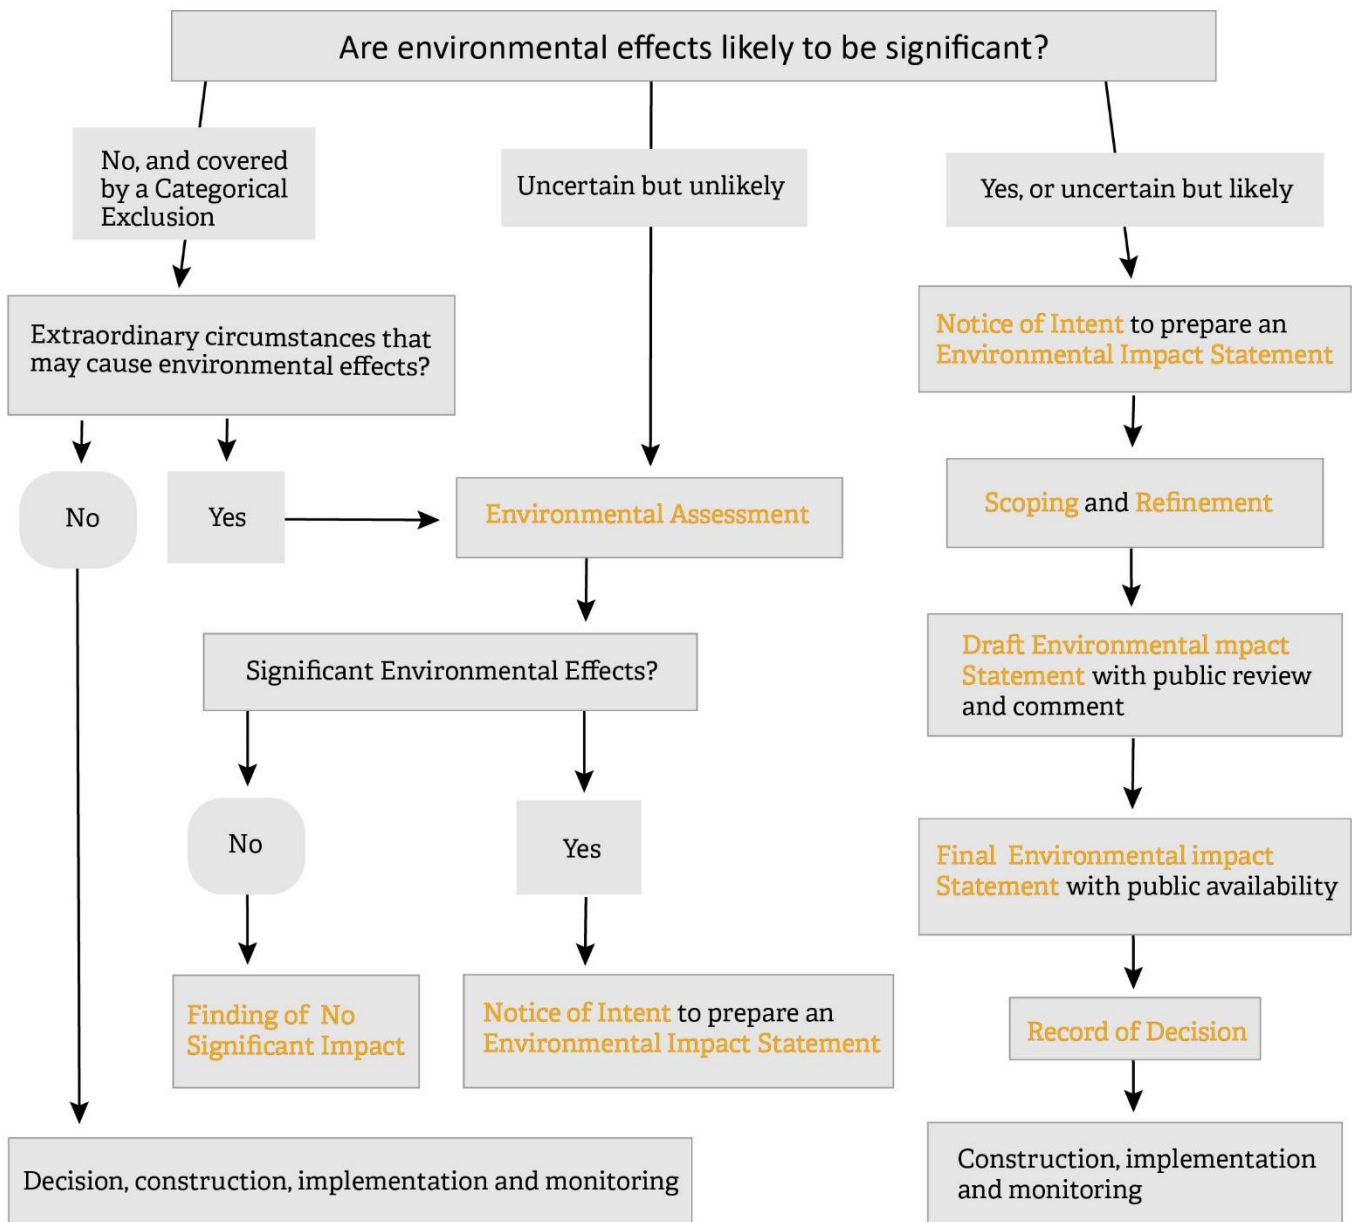 Are environmental effects likely to be significant?
No, and covered
by a Categorical
Exclusion
Uncertain but unlikely
Yes, or uncertain but likely
Extraordinary circumstances that
may cause environmental effects?
Notice of Intent to prepare an
Environmental Impact Statement
No
Yes
Environmental Assessment
Scoping and Refinement
Significant Environmental Effects?
Draft Environmental mpact
Statement with public review
and comment
No
Yes
Final Environmental impact
Statement with public availability
Finding of No
Significant Impact
Notice of Intent to prepare an
Environmental Impact Statement
Record of Decision
Decision, construction, implementation and monitoring
Construction, implementation
and monitoring